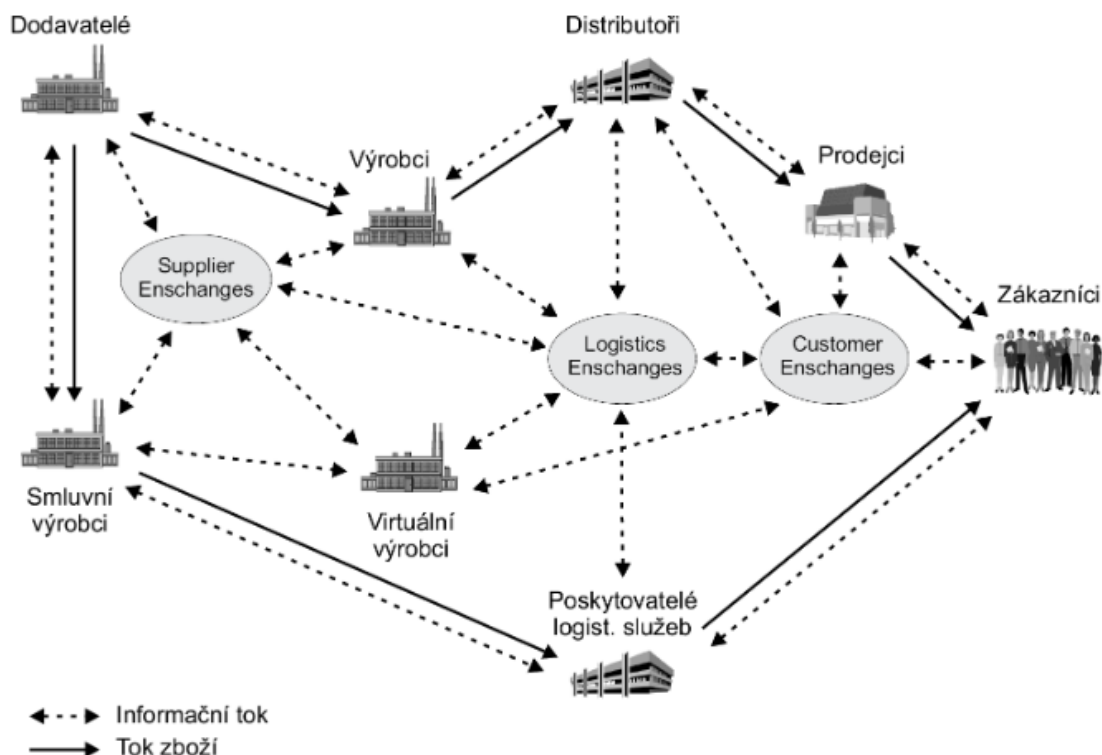 Dodavatelé
Distributoři
Výrobci
Prodejci
Supplier
Enschanges
Zákazníci
Logistics
Enschanges
Customer
Enschanges
Smluvní
výrobci
Virtuální
výrobci
Poskytovatelé
logist. služeb
Informační tok
Tok zboží